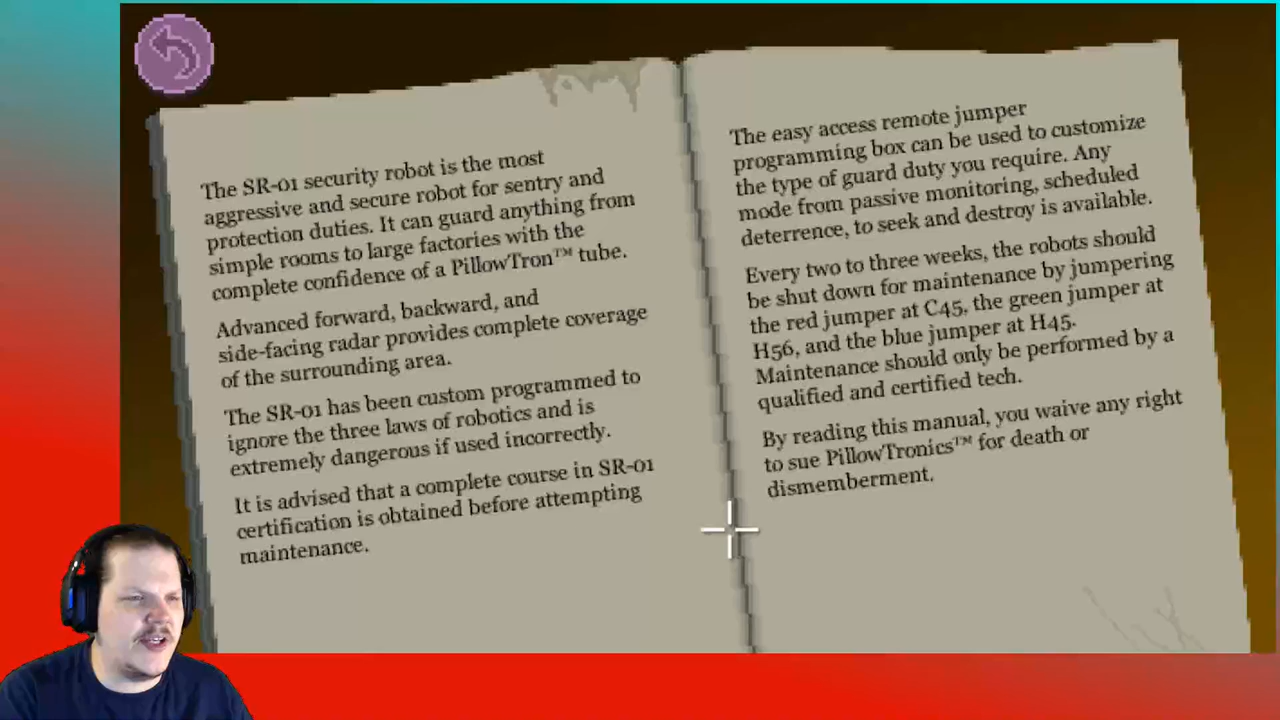 The SR-01 security robot is the most
aggressive and secure robot for sentry and
protection duties. It can guard anything from
simple rooms to large factories with the
complete confidence of a PillowTron™ tube.
Advanced forward, backward, and
side-facing radar provides complete coverage
of the surrounding area.
The SR-01 has been custom programmed to
ignore the three laws of robotics and is
extremely dangerous if used incorrectly.
It is advised that a complete course in SR-01
certification is obtained before attempting
maintenance.
The easy access remote jumper
programming box can be used to customize
the type of guard duty you require. Any
mode from passive monitoring, scheduled
deterrence, to seek and destroy is available.
Every two to three weeks, the robots should
be shut down for maintenance by jumpering
the red jumper at C45, the green jumper at
H56, and the blue jumper at H45.
Maintenance should only be performed by a
qualified and certified tech.
By reading this manual, you waive any right
to sue PillowTronics™ for death or
dismemberment.